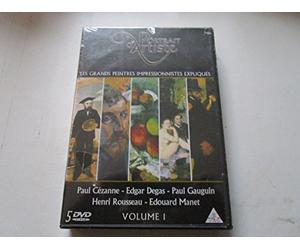 PORTRAIT
Artiste
LES GRANDS PEINTRES IMPRESSIONNISTES EXPLIQUÉS
Paul Cézanne - Edgar Degas - Paul Gauguin
Henri Rousseau - Edouard Manet
5 DVD
VOLUME 1